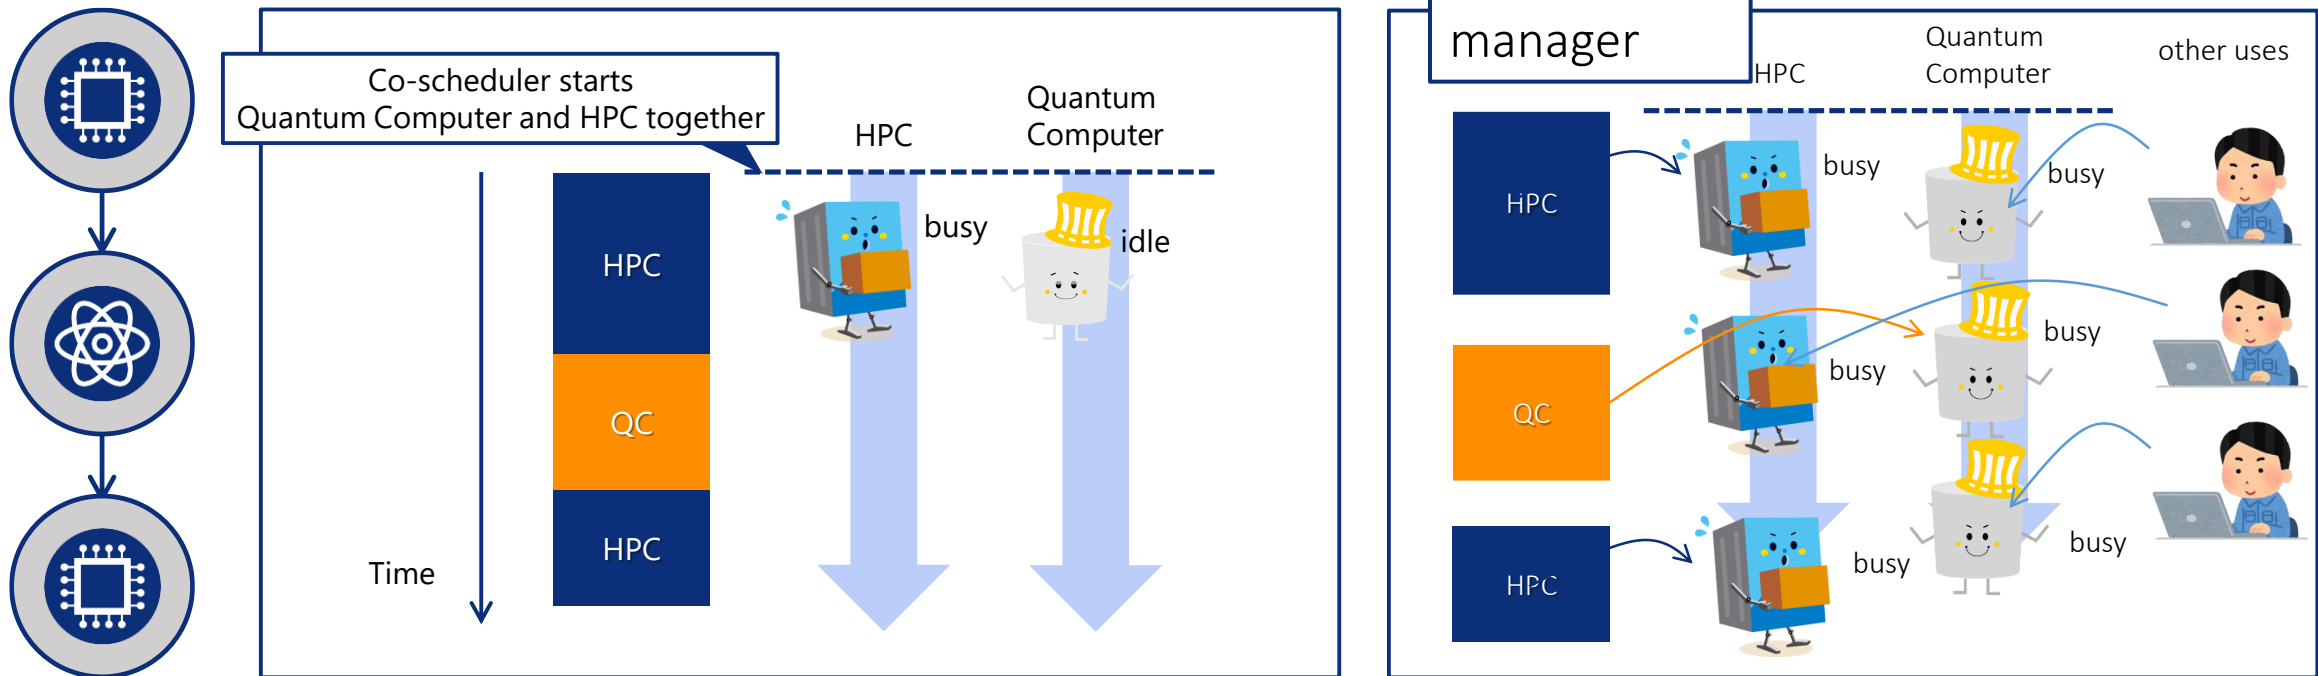 Co-scheduler starts
Quantum Computer and HPC together
HPC
Quantum
Computer
busy
idle
HPC
QC
HPC
Time
manager
HPC
Quantum
Computer
other uses
HPC
busy
busy
QC
busy
busy
HPC
busy
busy